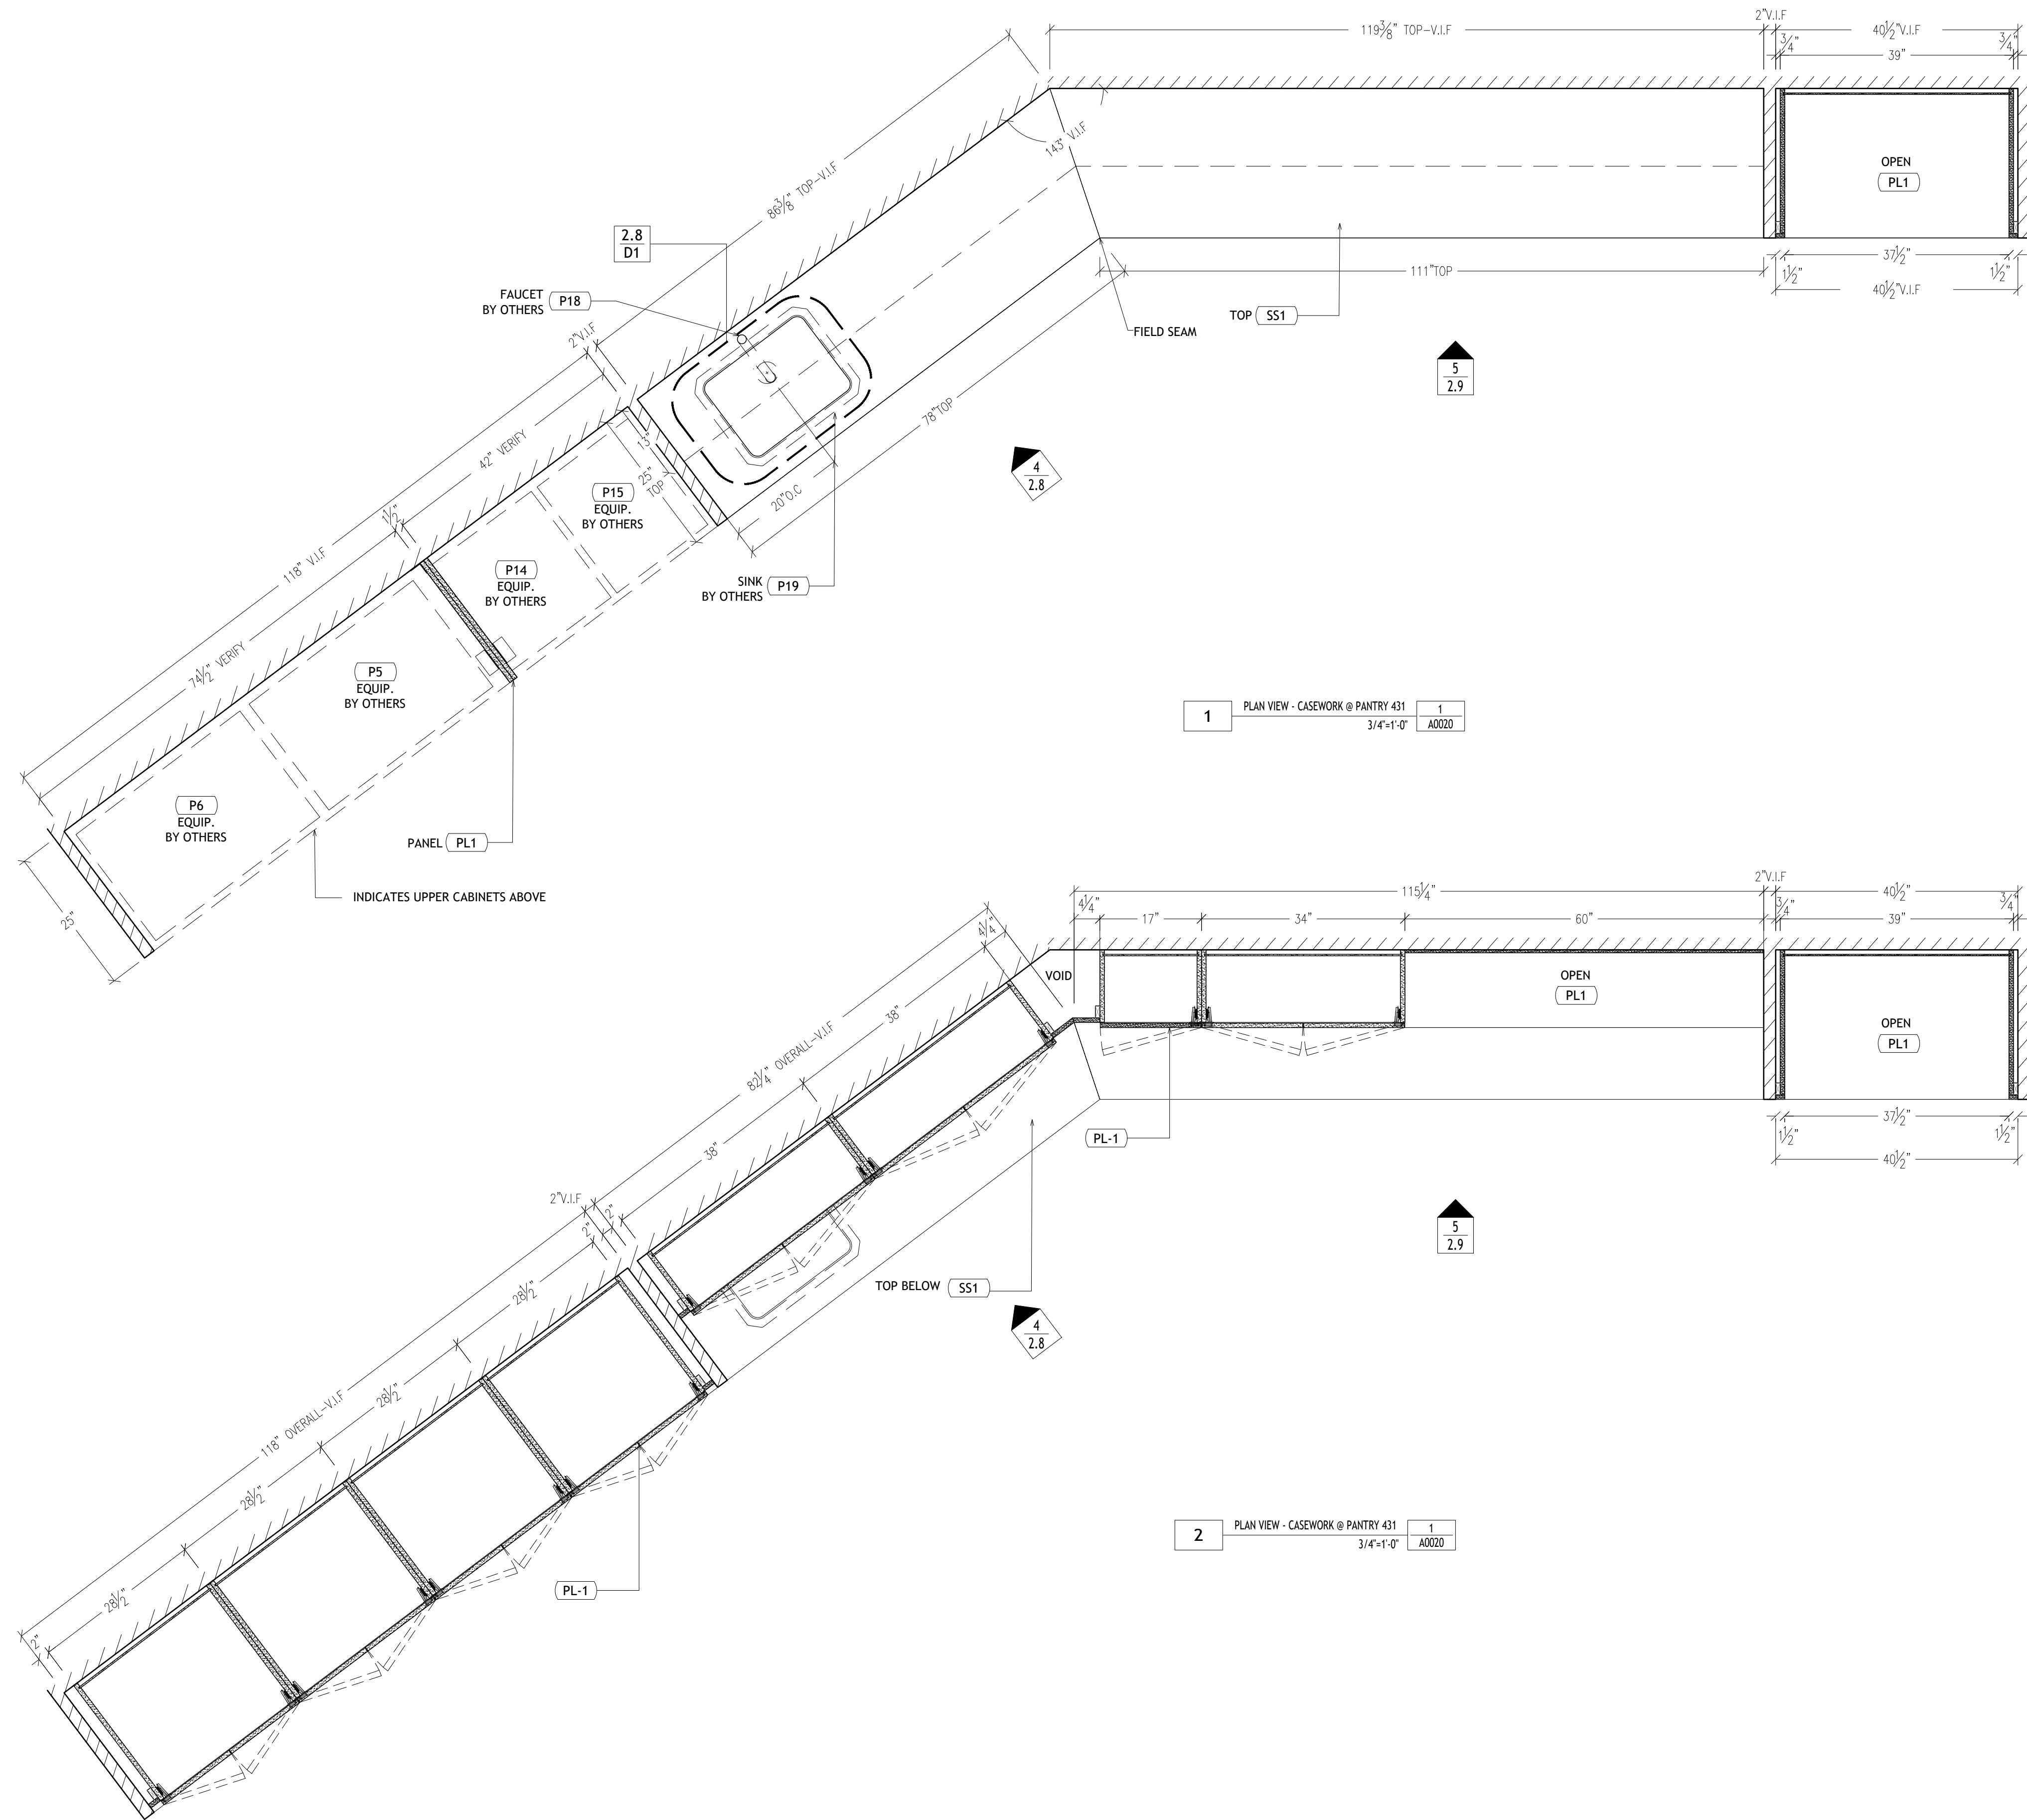 119 3/8" TOP-V.I.F
2"V.I.F
40 1/2"V.I.F
3/4"
39"
3/4"
143° V.I.F
86 3/8" TOP-V.I.F
OPEN
PL1
2.8
D1
37 1/2"
1 1/2"
1 1/2"
40 1/2"V.I.F
111"TOP
FAUCET
BY OTHERS
P18
TOP
SS1
FIELD SEAM
2"V.I.F
5
2.9
78"TOP
42" VERIFY
13"
25"
TOP
4
2.8
20"O.C
P15
EQUIP.
BY OTHERS
1 1/2"
118" V.I.F
P14
EQUIP.
BY OTHERS
SINK
BY OTHERS
P19
74 1/2" VERIFY
P5
EQUIP.
BY OTHERS
1
PLAN VIEW - CASEWORK @ PANTRY 431
3/4"=1'-0"
1
A0020
P6
EQUIP.
BY OTHERS
PANEL
PL1
INDICATES UPPER CABINETS ABOVE
25"
115 1/4"
2"V.I.F
40 1/2"
4 1/4"
17"
34"
60"
3/4"
39"
3/4"
4 1/4"
VOID
OPEN
PL1
38"
82 1/4" OVERALL-V.I.F
OPEN
PL1
37 1/2"
1 1/2"
1 1/2"
40 1/2"
PL-1
38"
2"V.I.F
2"
2"
5
2.9
TOP BELOW
SS1
28 1/2"
4
2.8
28 1/2"
118" OVERALL-V.I.F
28 1/2"
2
PLAN VIEW - CASEWORK @ PANTRY 431
3/4"=1'-0"
1
A0020
PL-1
28 1/2"
2"